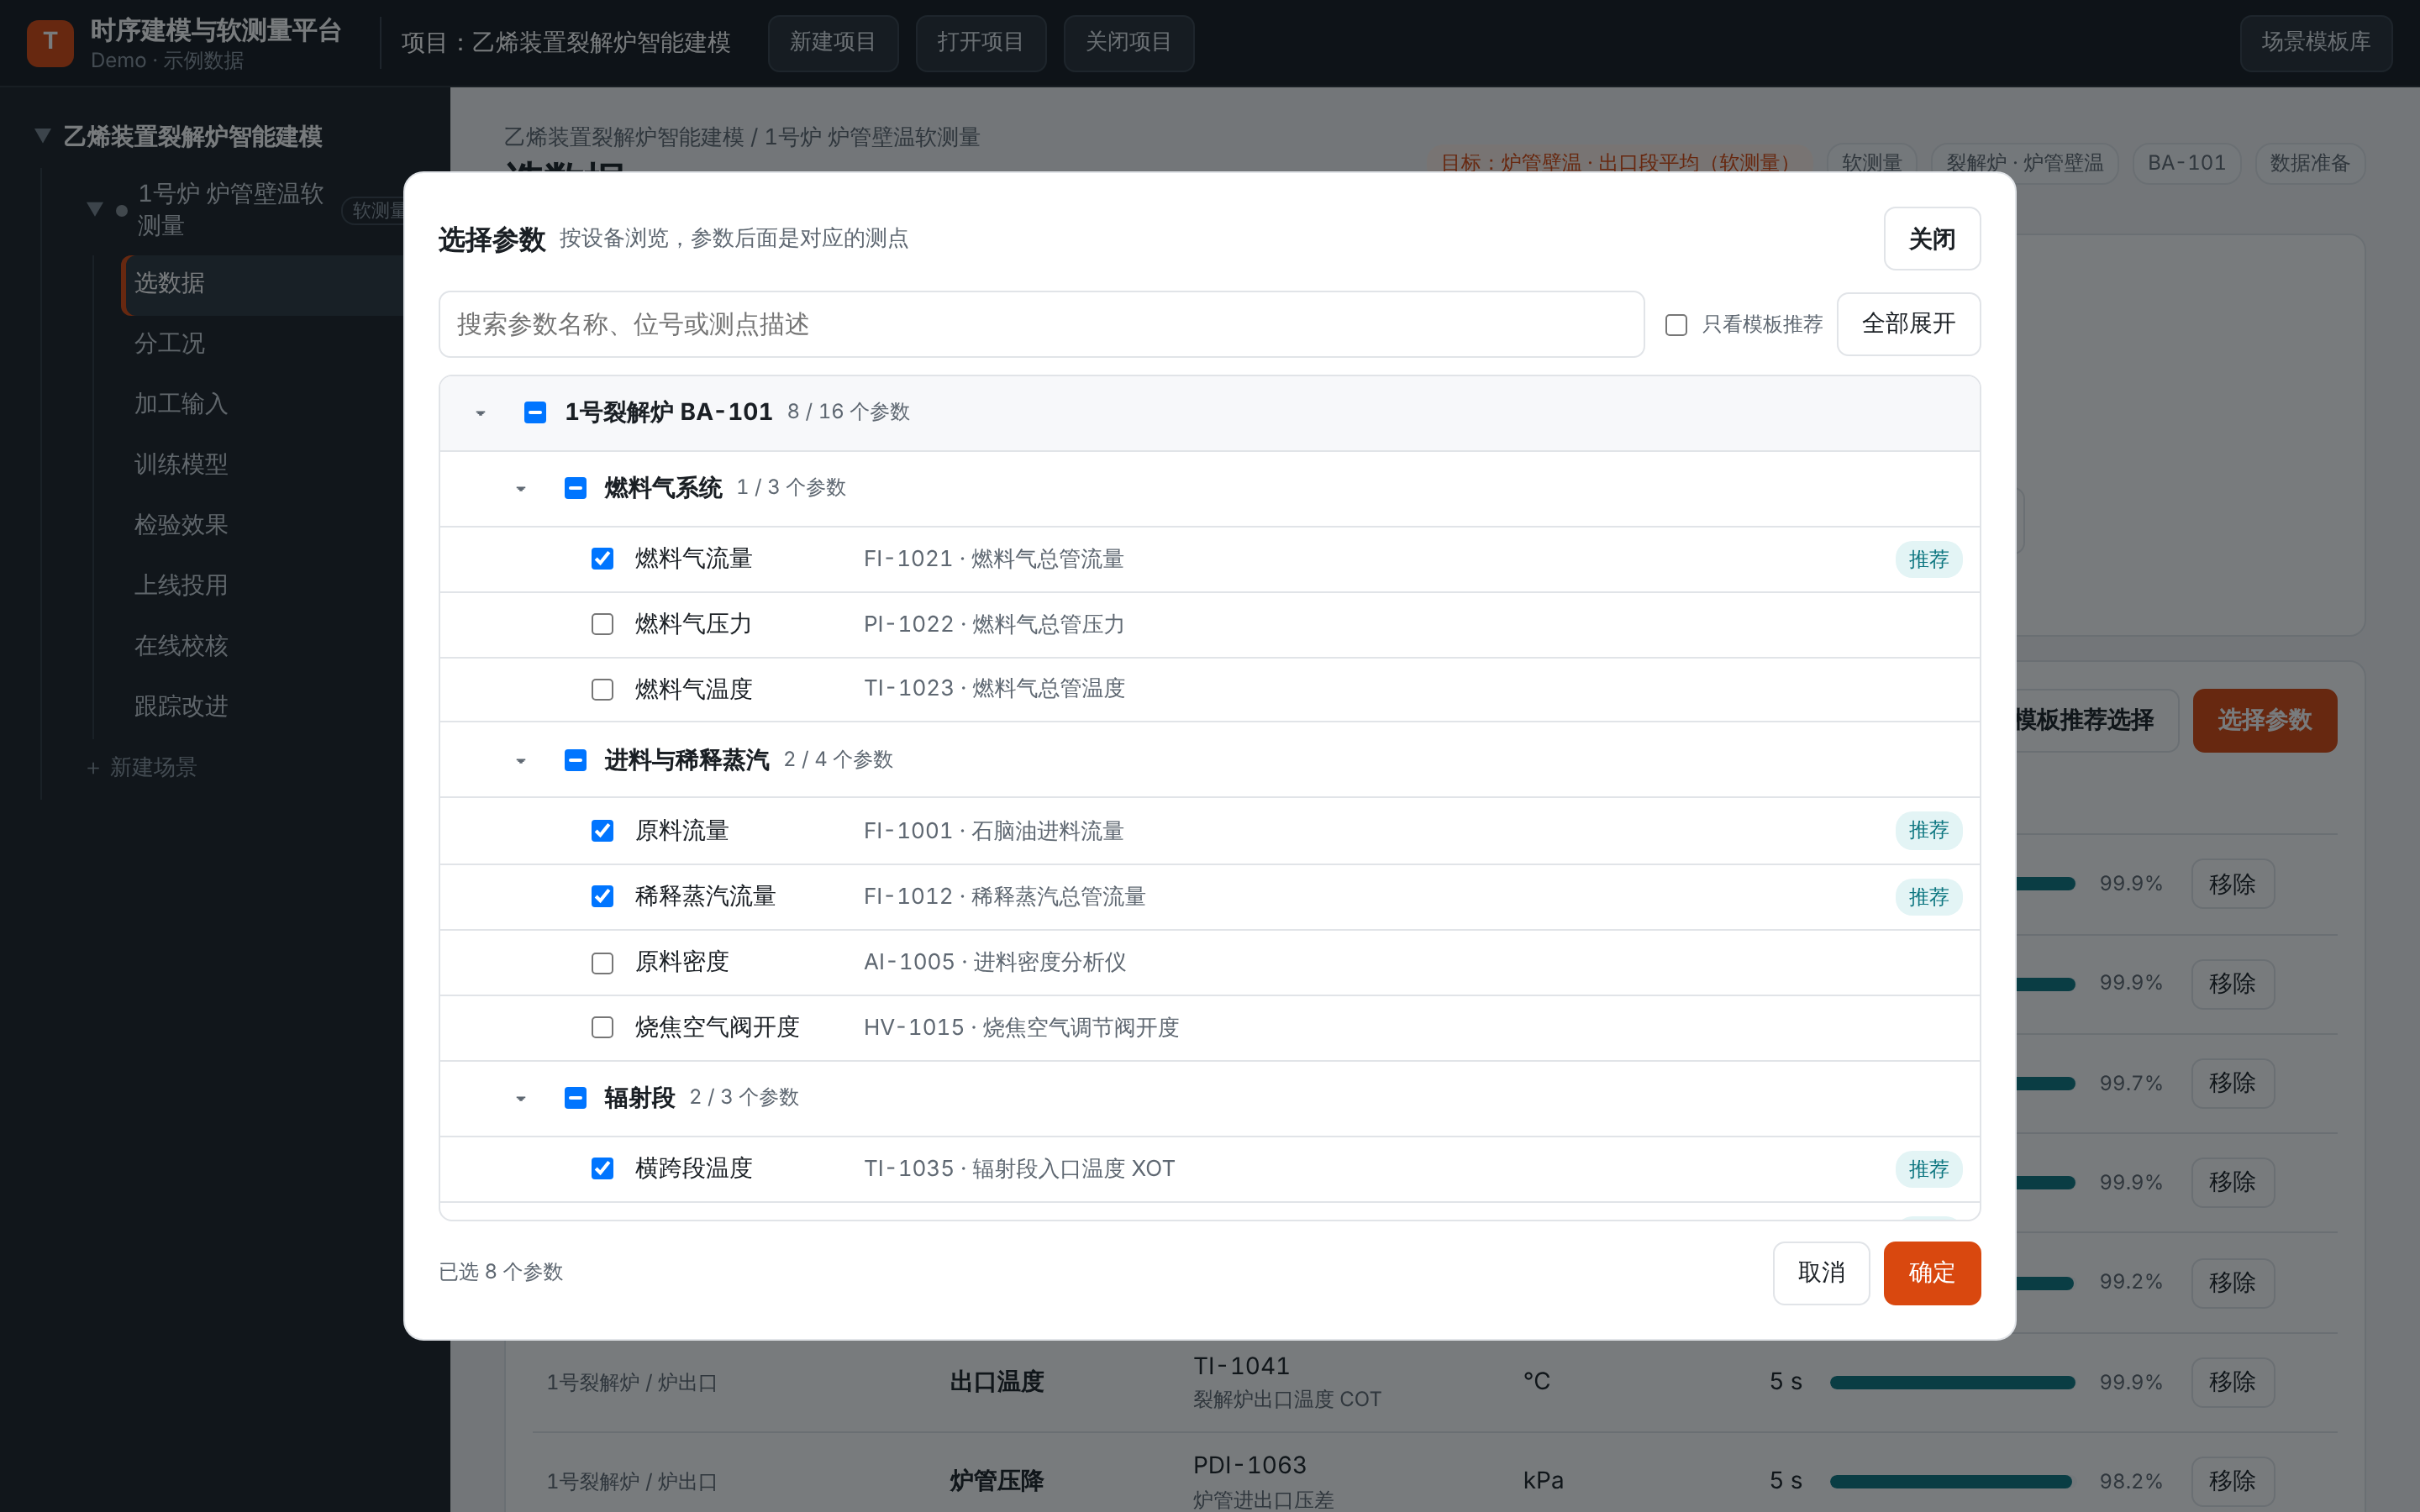 T
时序建模与软测量平台
Demo · 示例数据
项目：乙烯装置裂解炉智能建模
新建项目
打开项目
关闭项目
场景模板库
乙烯装置裂解炉智能建模
1号炉 炉管壁温软
测量
软测量
选数据
分工况
加工输入
训练模型
检验效果
上线投用
在线校核
跟踪改进
+ 新建场景
乙烯装置裂解炉智能建模 / 1号炉 炉管壁温软测量
选数据
目标：炉管壁温 · 出口段平均（软测量）
软测量
裂解炉 · 炉管壁温
BA-101
数据准备
选择参数 按设备浏览，参数后面是对应的测点
关闭
搜索参数名称、位号或测点描述
只看模板推荐
全部展开
1号裂解炉 BA-101 8 / 16 个参数
燃料气系统 1 / 3 个参数
燃料气流量 FI-1021 · 燃料气总管流量 推荐
燃料气压力 PI-1022 · 燃料气总管压力
燃料气温度 TI-1023 · 燃料气总管温度
进料与稀释蒸汽 2 / 4 个参数
原料流量 FI-1001 · 石脑油进料流量 推荐
稀释蒸汽流量 FI-1012 · 稀释蒸汽总管流量 推荐
原料密度 AI-1005 · 进料密度分析仪
烧焦空气阀开度 HV-1015 · 烧焦空气调节阀开度
辐射段 2 / 3 个参数
横跨段温度 TI-1035 · 辐射段入口温度 XOT 推荐
已选 8 个参数
取消
确定
模板推荐选择
选择参数
99.9% 移除
99.9% 移除
99.7% 移除
99.9% 移除
99.2% 移除
1号裂解炉 / 炉出口 出口温度 TI-1041 °C 5 s 99.9% 移除
裂解炉出口温度 COT
1号裂解炉 / 炉出口 炉管压降 PDI-1063 kPa 5 s 98.2% 移除
炉管进出口压差